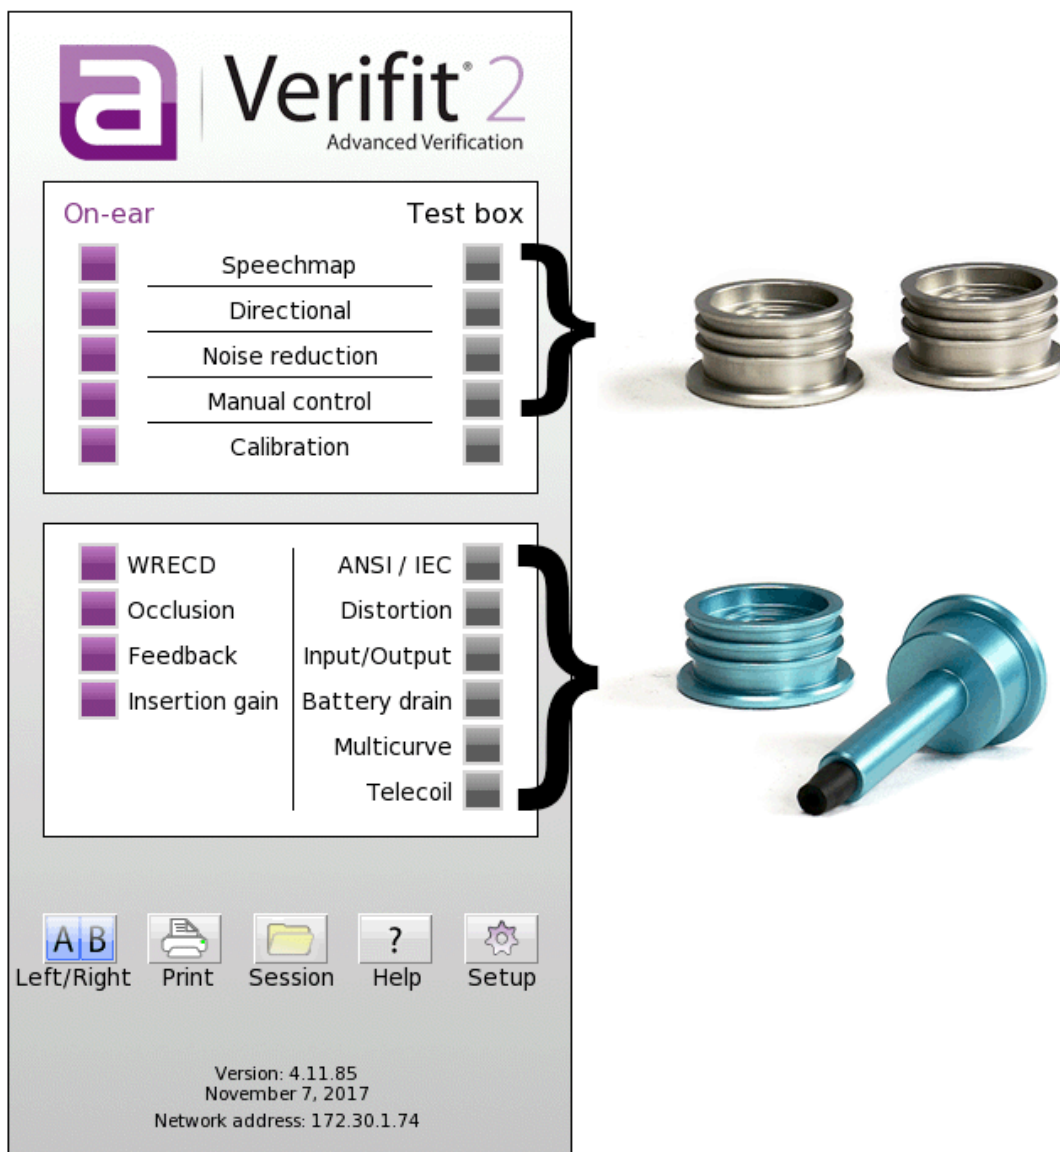 a Verifit® 2
Advanced Verification
On-ear Test box
Speechmap
Directional
Noise reduction
Manual control
Calibration
WRECD ANSI / IEC
Occlusion Distortion
Feedback Input/Output
Insertion gain Battery drain
Multicurve
Telecoil
A B ?
Left/Right Print Session Help Setup
Version: 4.11.85
November 7, 2017
Network address: 172.30.1.74